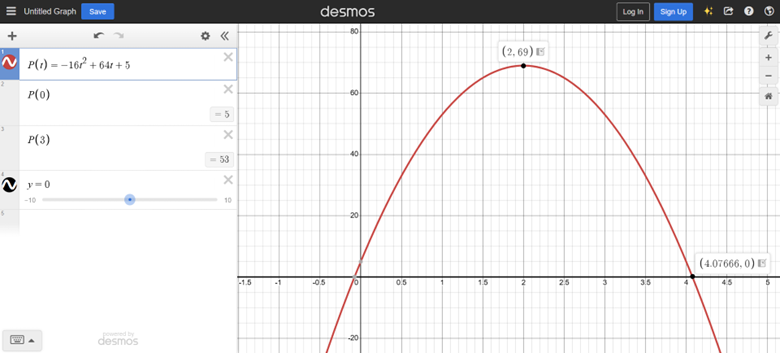 Untitled Graph Save desmos Log In Sign Up
1
P(t) = −16t² + 64t + 5
2
P(0)
= 5
3
P(3)
= 53
4
y = 0
−10 10
5
powered by
desmos
80
(2, 69)
60
40
20
(4.07666, 0)
-1.5 -1 -0.5 0 0.5 1 1.5 2 2.5 3 3.5 4 4.5 5
-20